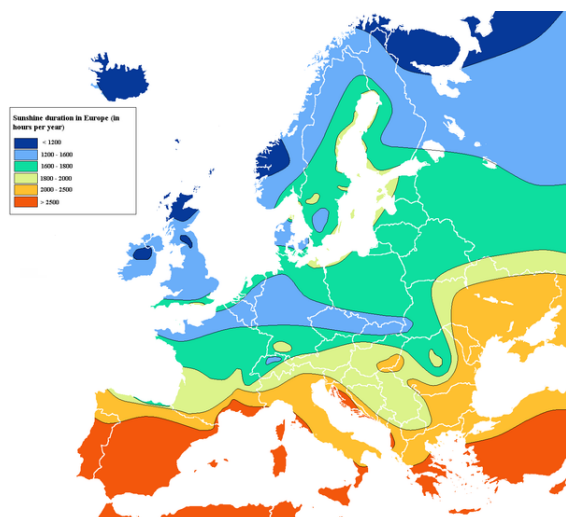 Sunshine duration in Europe (in
hours per year)
< 1200
1200 - 1600
1600 - 1800
1800 - 2000
2000 - 2500
> 2500